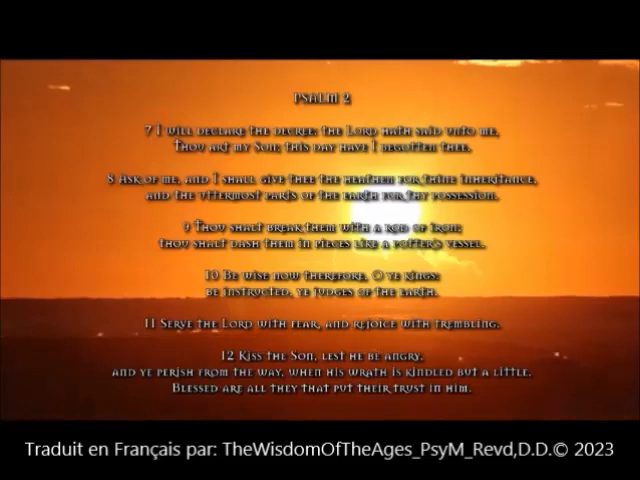 PSALM 2
7 I will declare the decree: the Lord hath said unto me,
Thou art my Son; this day have I begotten thee.
8 Ask of me, and I shall give thee the heathen for thine inheritance,
and the uttermost parts of the earth for thy possession.
9 Thou shalt break them with a rod of iron;
thou shalt dash them in pieces like a potter's vessel.
10 Be wise now therefore, O ye kings:
be instructed, ye judges of the earth.
11 Serve the Lord with fear, and rejoice with trembling.
12 Kiss the Son, lest he be angry,
and ye perish from the way, when his wrath is kindled but a little.
Blessed are all they that put their trust in him.
Traduit en Français par: TheWisdomOfTheAges_PsyM_Revd,D.D.© 2023